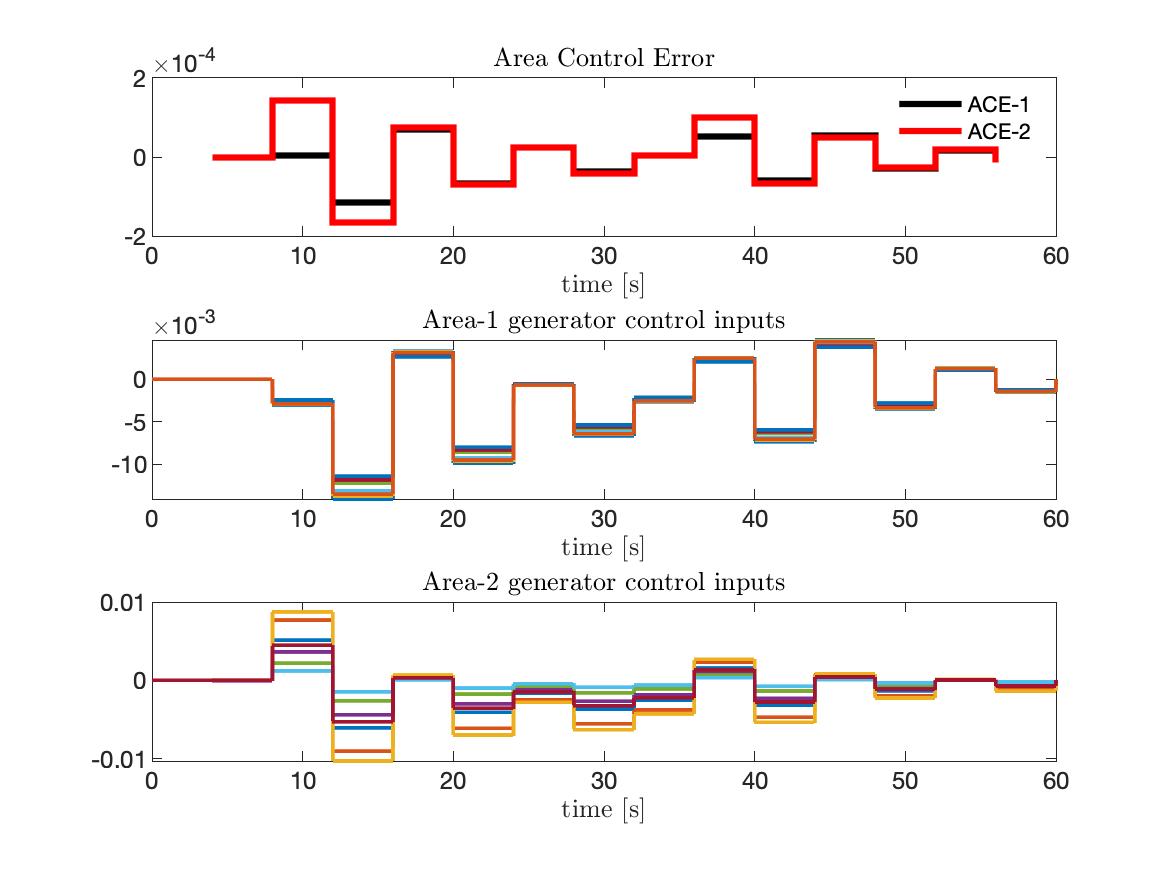 Area Control Error
×10-4
2
0
-2
ACE-1
ACE-2
0 10 20 30 40 50 60
time [s]
Area-1 generator control inputs
×10-3
0
-5
-10
0 10 20 30 40 50 60
time [s]
Area-2 generator control inputs
0.01
0
-0.01
0 10 20 30 40 50 60
time [s]